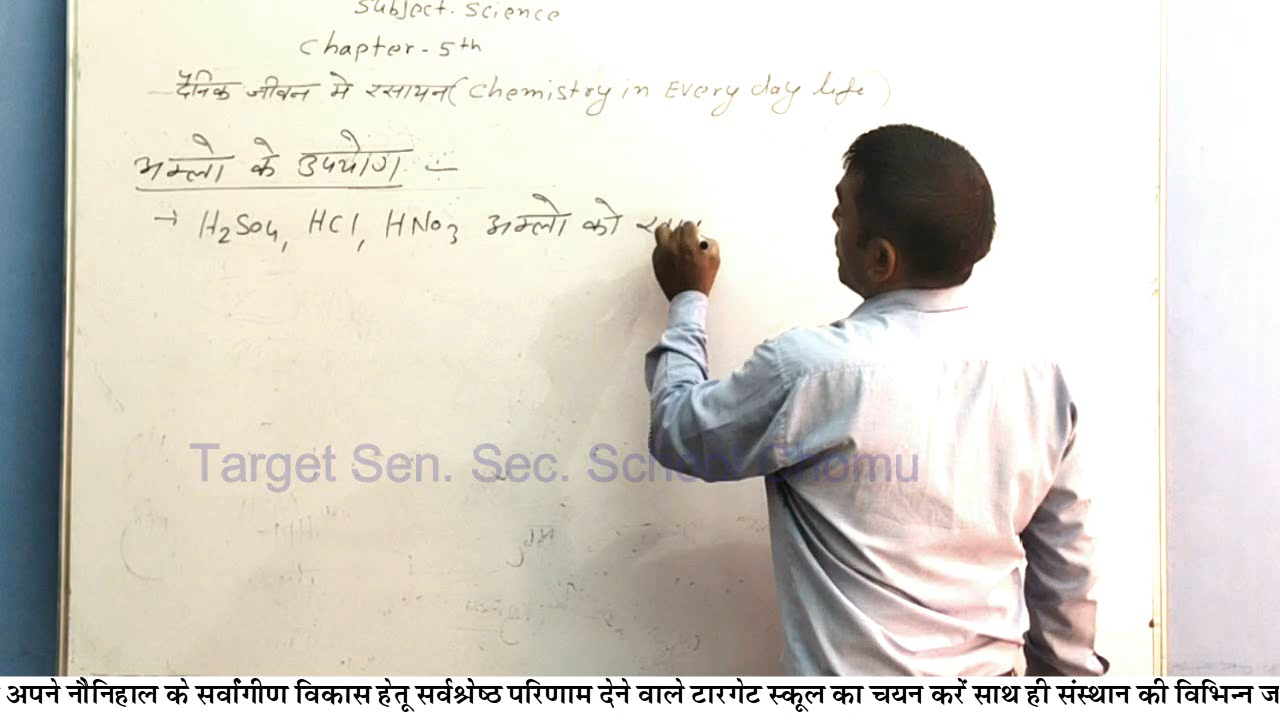 Subject. Science
Chapter - 5th
दैनिक जीवन मे रसायन (Chemistry in Every day life)
अम्लो के उपयोग :-
→ H2SO4, HCl, HNO3 अम्लो को
Target Sen. Sec. School Chomu
अपने नौनिहाल के सर्वांगीण विकास हेतू सर्वश्रेष्ठ परिणाम देने वाले टारगेट स्कूल का चयन करें साथ ही संस्थान की विभिन्न ज